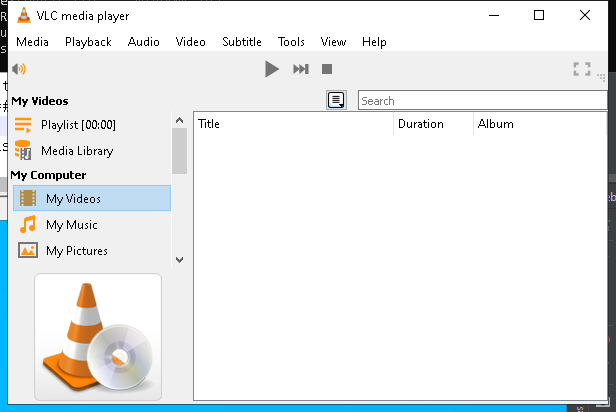 VLC media player
Media Playback Audio Video Subtitle Tools View Help
My Videos
Search
Playlist [00:00]
Media Library
My Computer
My Videos
My Music
My Pictures
Title Duration Album